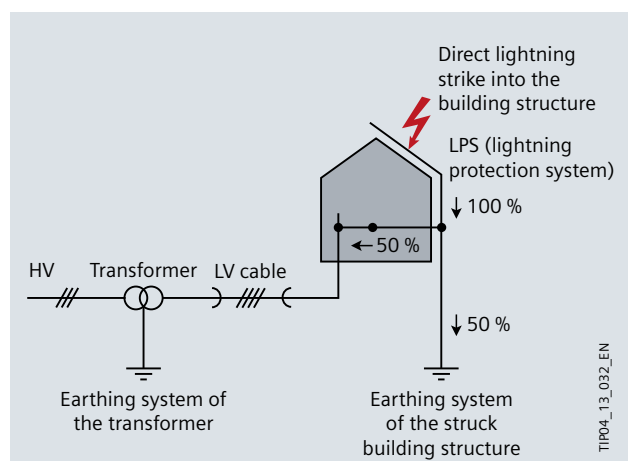 Direct lightning
strike into the
building structure
LPS (lightning
protection system)
↓ 100 %
← 50 %
HV
Transformer
LV cable
↓ 50 %
Earthing system of
the transformer
Earthing system
of the struck
building structure
TIP04_13_032_EN